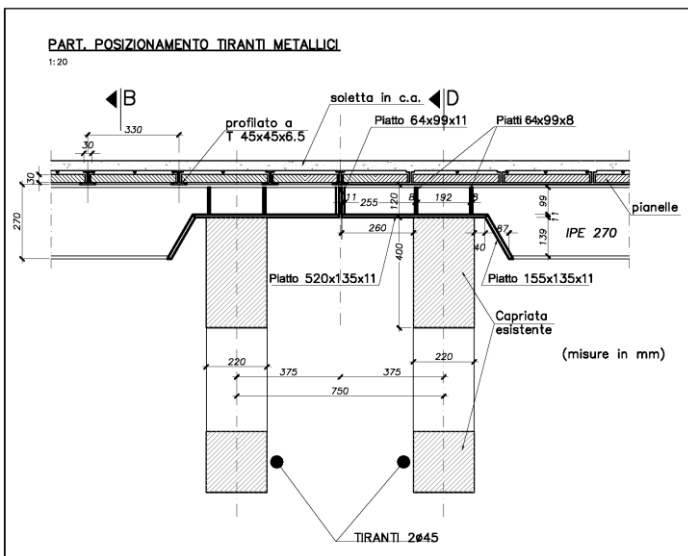 PART. POSIZIONAMENTO TIRANTI METALLICI
1:20
B
D
soletta in c.a.
330
profilato a
T 45x45x6.5
Piatto 64x99x11
Piatti 64x99x8
30
30
pianelle
11
255
120
8
192
8
99
11
270
260
400
40
87
139
IPE 270
Piatto 520x135x11
Piatto 155x135x11
Capriata
esistente
(misure in mm)
220
375
375
220
750
TIRANTI 2ø45